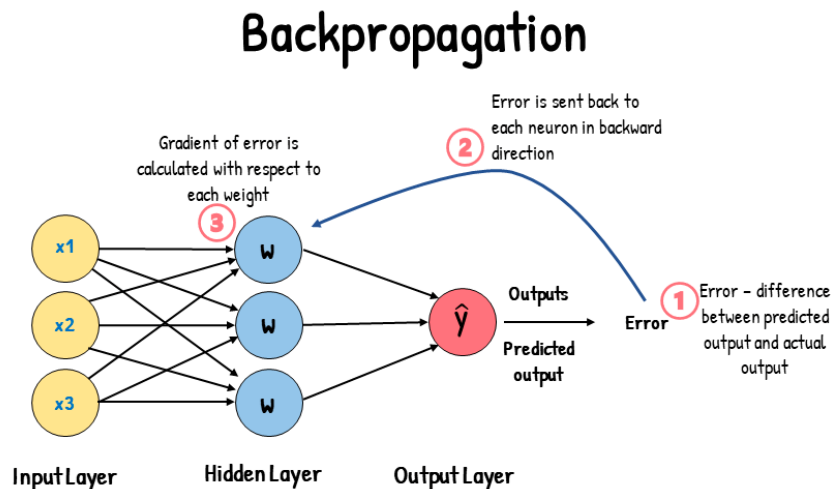 Backpropagation
Error is sent back to
each neuron in backward
direction
2
Gradient of error is
calculated with respect to
each weight
3
x1
x2
x3
w
w
w
ŷ
Outputs
Predicted
output
Error
1
Error – difference
between predicted
output and actual
output
Input Layer
Hidden Layer
Output Layer